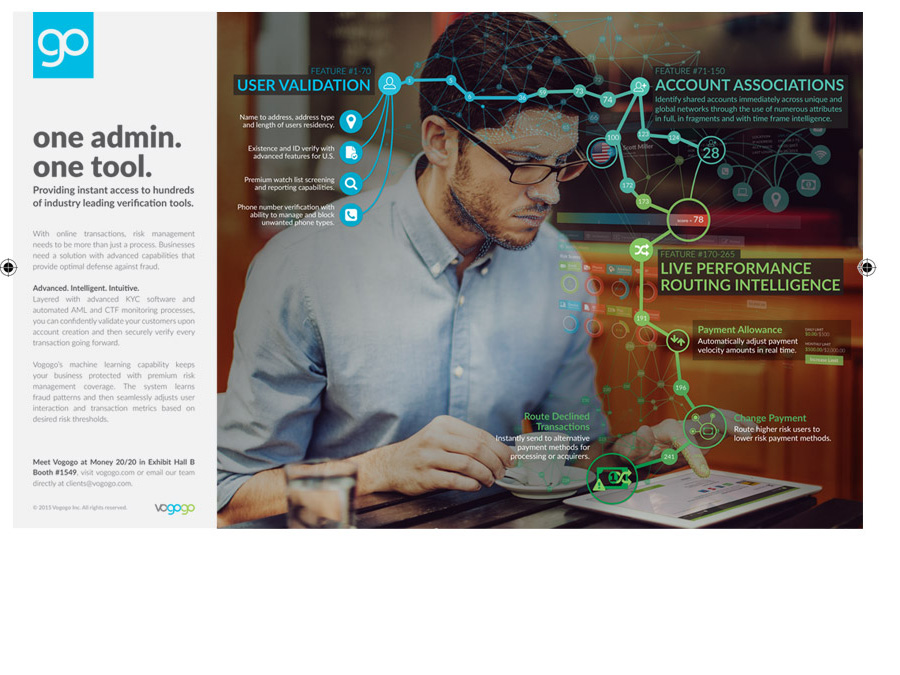 go
one admin.
one tool.
Providing instant access to hundreds
of industry leading verification tools.
With online transactions, risk management
needs to be more than just a process. Businesses
need a solution with advanced capabilities that
provide optimal defense against fraud.
Advanced. Intelligent. Intuitive.
Layered with advanced KYC software and
automated AML and CTF monitoring processes,
you can confidently validate your customers upon
account creation and then securely verify every
transaction going forward.
Vogogo's machine learning capability keeps
your business protected with premium risk
management coverage. The system learns
fraud patterns and then seamlessly adjusts user
interaction and transaction metrics based on
desired risk thresholds.
Meet Vogogo at Money 20/20 in Exhibit Hall B
Booth #1549, visit vogogo.com or email our team
directly at clients@vogogo.com.
© 2015 Vogogo Inc. All rights reserved.
vogogo
FEATURE #1-70
USER VALIDATION
Name to address, address type
and length of users residency.
Existence and ID verify with
advanced features for U.S.
Premium watch list screening
and reporting capabilities.
Phone number verification with
ability to manage and block
unwanted phone types.
3
5
6
36
59
73
74
FEATURE #71-150
ACCOUNT ASSOCIATIONS
Identify shared accounts immediately across unique and
global networks through the use of numerous attributes
in full, in fragments and with time frame intelligence.
100
123
124
28
Scott Miller
172
173
score = 78
FEATURE #170-265
LIVE PERFORMANCE
ROUTING INTELLIGENCE
191
Payment Allowance
Automatically adjust payment
velocity amounts in real time.
DAILY LIMIT
MONTHLY LIMIT
Increase Limit
196
Change Payment
Route higher risk users to
lower risk payment methods.
Route Declined
Transactions
Instantly send to alternative
payment methods for
processing or acquirers.
241